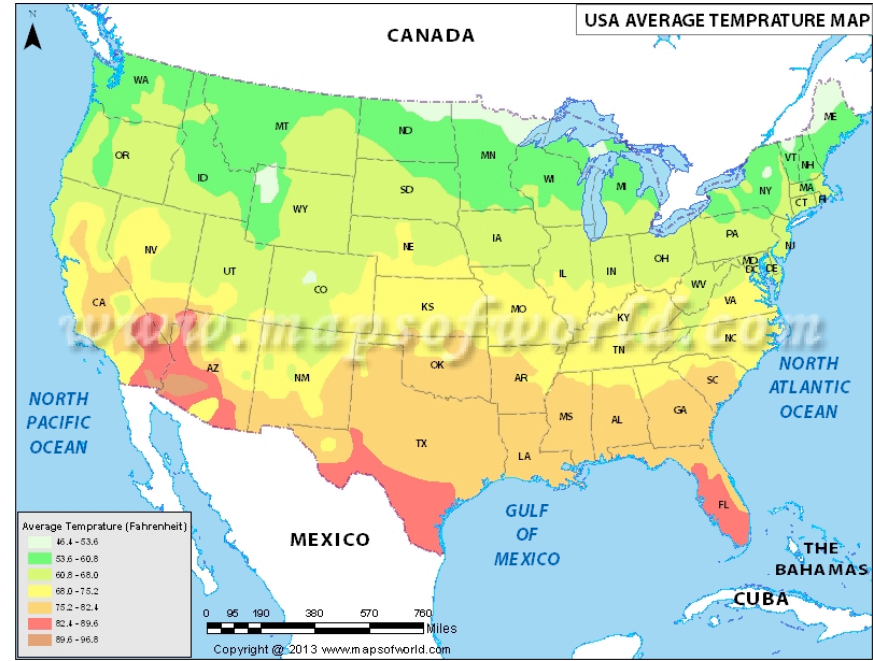 USA AVERAGE TEMPRATURE MAP
N
CANADA
WA
MT
ND
ME
OR
ID
MN
VT
NH
WI
MI
NY
MA
CT
RI
SD
WY
IA
PA
NJ
NV
UT
NE
CO
IL
IN
OH
MD
DC
DE
WV
VA
CA
KS
MO
KY
www.mapsofworld.com
NC
TN
AZ
NM
OK
AR
SC
NORTH
PACIFIC
OCEAN
NORTH
ATLANTIC
OCEAN
MS
AL
GA
TX
LA
FL
GULF
OF
MEXICO
MEXICO
THE
BAHAMAS
CUBA
Average Temprature (Fahrenheit)
46.4 - 53.6
53.6 - 60.8
60.8 - 68.0
68.0 - 75.2
75.2 - 82.4
82.4 - 89.6
89.6 - 96.8
0 95 190 380 570 760
Miles
Copyright @ 2013 www.mapsofworld.com